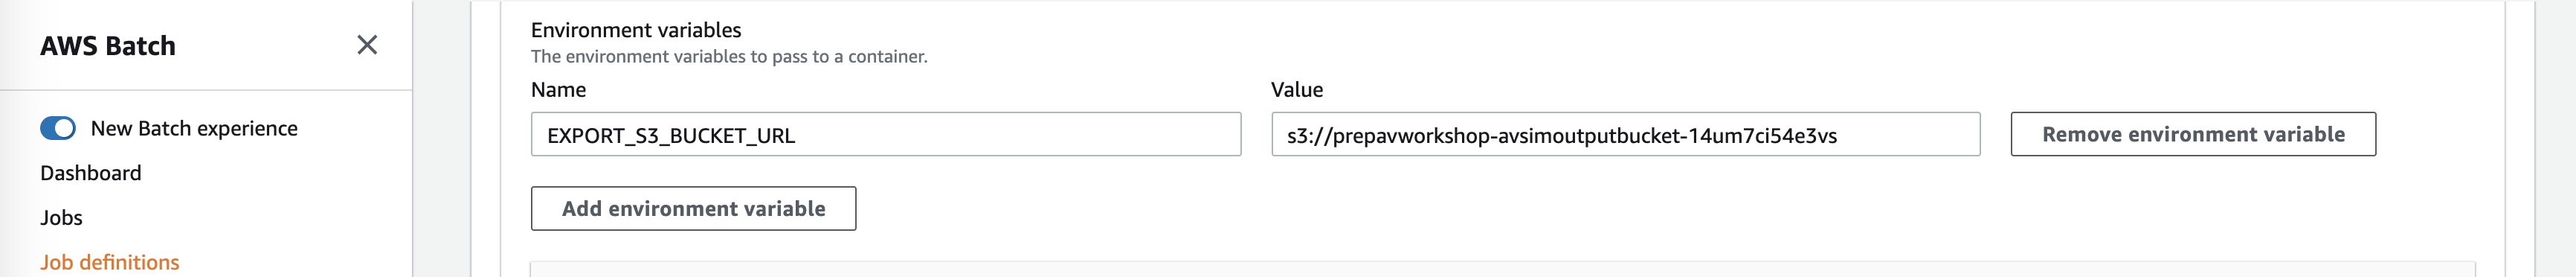 AWS Batch
New Batch experience
Dashboard
Jobs
Job definitions
Environment variables
The environment variables to pass to a container.
Name
Value
EXPORT_S3_BUCKET_URL
s3://prepavworkshop-avsimoutputbucket-14um7ci54e3vs
Remove environment variable
Add environment variable